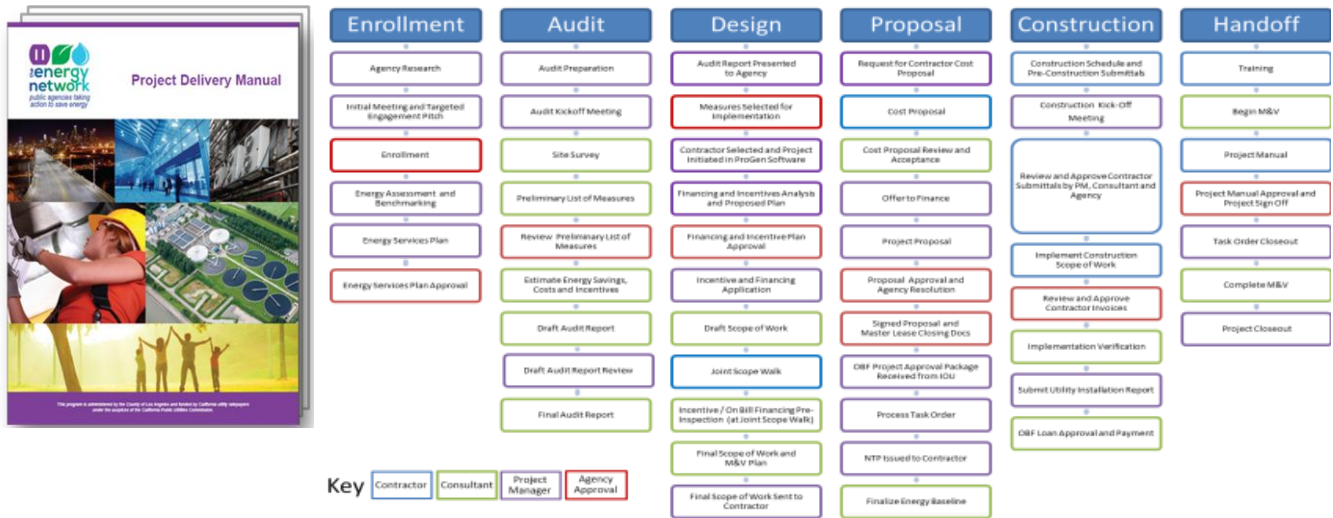 the
energy
network
public agencies taking
action to save energy
Project Delivery Manual
This program is administered by the County of Los Angeles and funded by California utility ratepayers
under the auspices of the California Public Utilities Commission.
Enrollment
Agency Research
Initial Meeting and Targeted
Engagement Pitch
Enrollment
Energy Assessment and
Benchmarking
Energy Services Plan
Energy Services Plan Approval
Audit
Audit Preparation
Audit Kickoff Meeting
Site Survey
Preliminary List of Measures
Review Preliminary List of
Measures
Estimate Energy Savings,
Costs and Incentives
Draft Audit Report
Draft Audit Report Review
Final Audit Report
Design
Audit Report Presented
to Agency
Measures Selected for
Implementation
Contractor Selected and Project
Initiated in ProGen Software
Financing and Incentives Analysis
and Proposed Plan
Financing and Incentive Plan
Approval
Incentive and Financing
Application
Draft Scope of Work
Joint Scope Walk
Incentive / On Bill Financing Pre-
Inspection (at Joint Scope Walk)
Final Scope of Work and
M&V Plan
Final Scope of Work Sent to
Contractor
Proposal
Request for Contractor Cost
Proposal
Cost Proposal
Cost Proposal Review and
Acceptance
Offer to Finance
Project Proposal
Proposal Approval and
Agency Resolution
Signed Proposal and
Master Lease Closing Docs
OBF Project Approval Package
Received from IOU
Process Task Order
NTP Issued to Contractor
Finalize Energy Baseline
Construction
Construction Schedule and
Pre-Construction Submittals
Construction Kick-Off
Meeting
Review and Approve Contractor
Submittals by PM, Consultant and
Agency
Implement Construction
Scope of Work
Review and Approve
Contractor Invoices
Implementation Verification
Submit Utility Installation Report
OBF Loan Approval and Payment
Handoff
Training
Begin M&V
Project Manual
Project Manual Approval and
Project Sign Off
Task Order Closeout
Complete M&V
Project Closeout
Key
Contractor
Consultant
Project
Manager
Agency
Approval